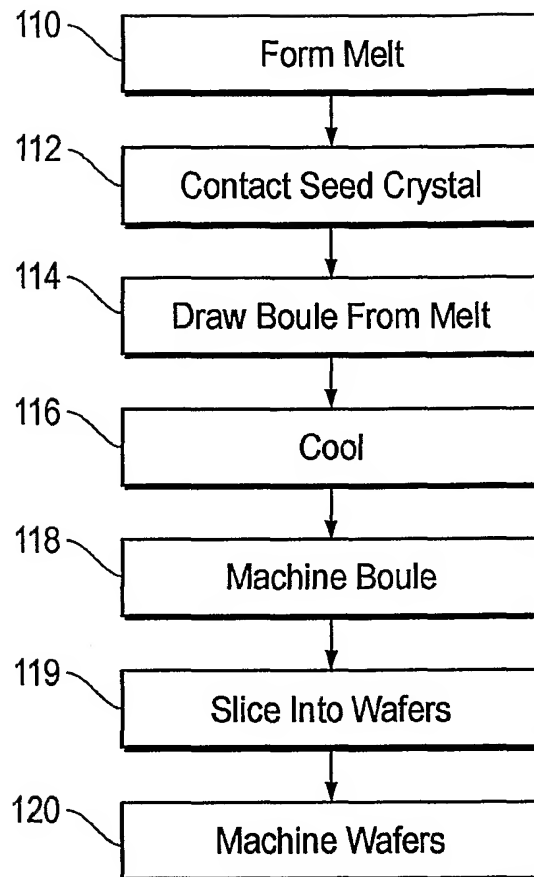 110
Form Melt
112
Contact Seed Crystal
114
Draw Boule From Melt
116
Cool
118
Machine Boule
119
Slice Into Wafers
120
Machine Wafers